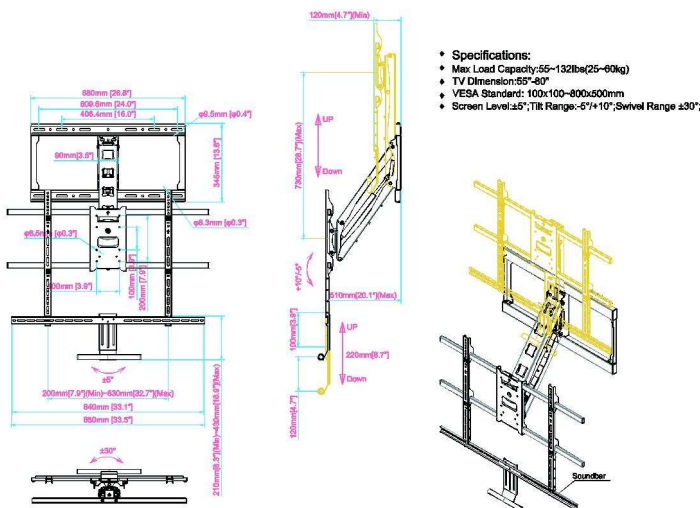 120mm(4.7")(Min)
Specifications:
Max Load Capacity:55~132lbs(25~60kg)
TV Dimension:55"-80"
VESA Standard: 100x100~800x500mm
Screen Level:±5°;Tilt Range:-5°/+10°;Swivel Range ±30°;
680mm [26.8"]
609.6mm [24.0"]
406.4mm [16.0"]
φ9.5mm [φ0.4"]
90mm[3.5"]
345mm [13.6"]
φ8.3mm [φ0.3"]
φ6.5mm [φ0.3"]
100mm [3.9"]
100mm [3.9"]
200mm [7.9"]
UP
Down
730mm[28.7"](Max)
+10°/-5°
510mm[20.1"](Max)
100mm[3.9"]
UP
220mm[8.7"]
Down
120mm[4.7"]
±5°
200mm[7.9"](Min)~830mm[32.7"](Max)
840mm [33.1"]
850mm [33.5"]
210mm[8.3"](Min)~430mm[16.9"](Max)
±30°
Soundbar